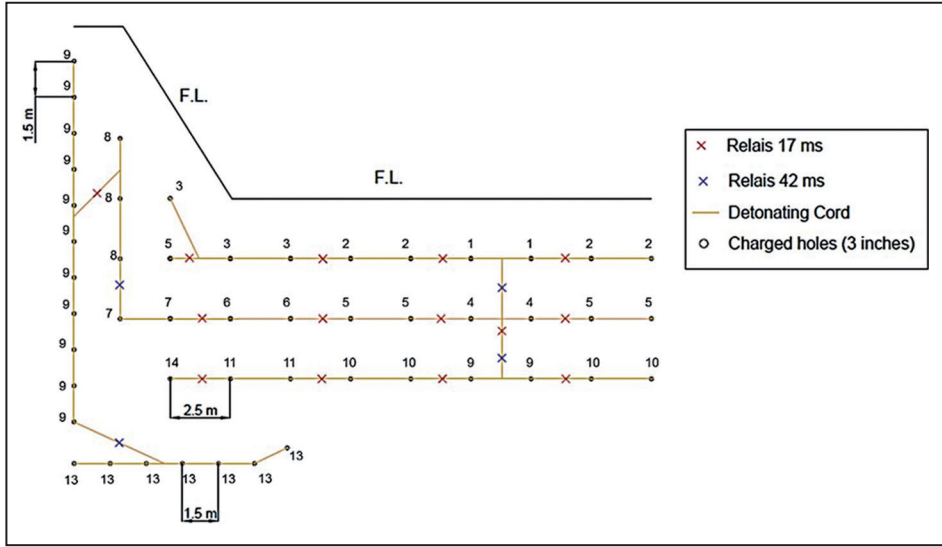 9
F.L.
9
1.5 m
9
8
Relais 17 ms
9
F.L.
Relais 42 ms
9
8
3
Detonating Cord
9
5 3 3 2 2 1 1 2 2
Charged holes (3 inches)
9
8
9
7
7 6 6 5 5 4 4 5 5
9
9
14 11 11 10 10 9 9 10 10
9
2.5 m
9
13
13 13 13 13 13 13
1.5 m